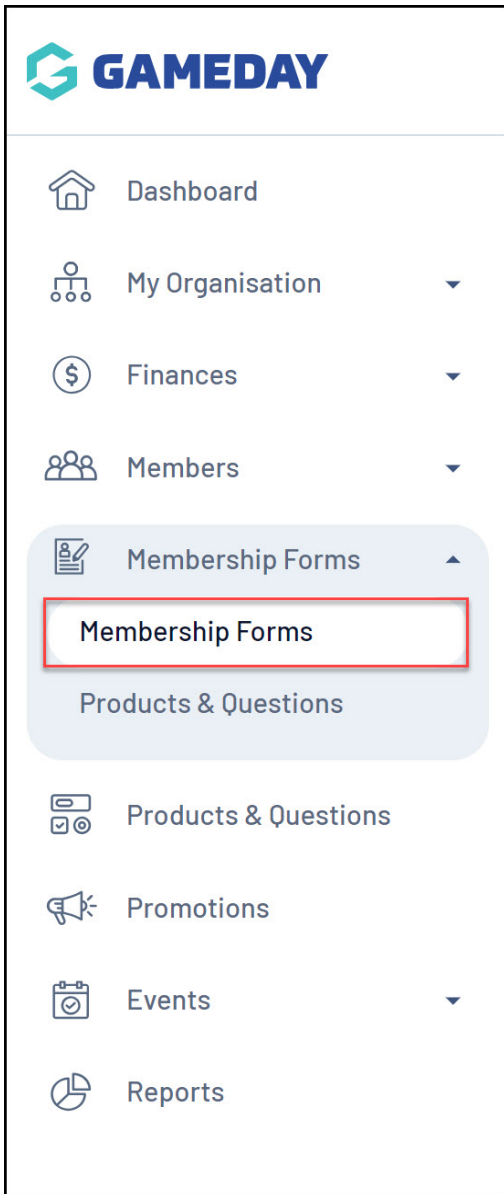 GAMEDAY
Dashboard
My Organisation
Finances
Members
Membership Forms
Membership Forms
Products & Questions
Products & Questions
Promotions
Events
Reports